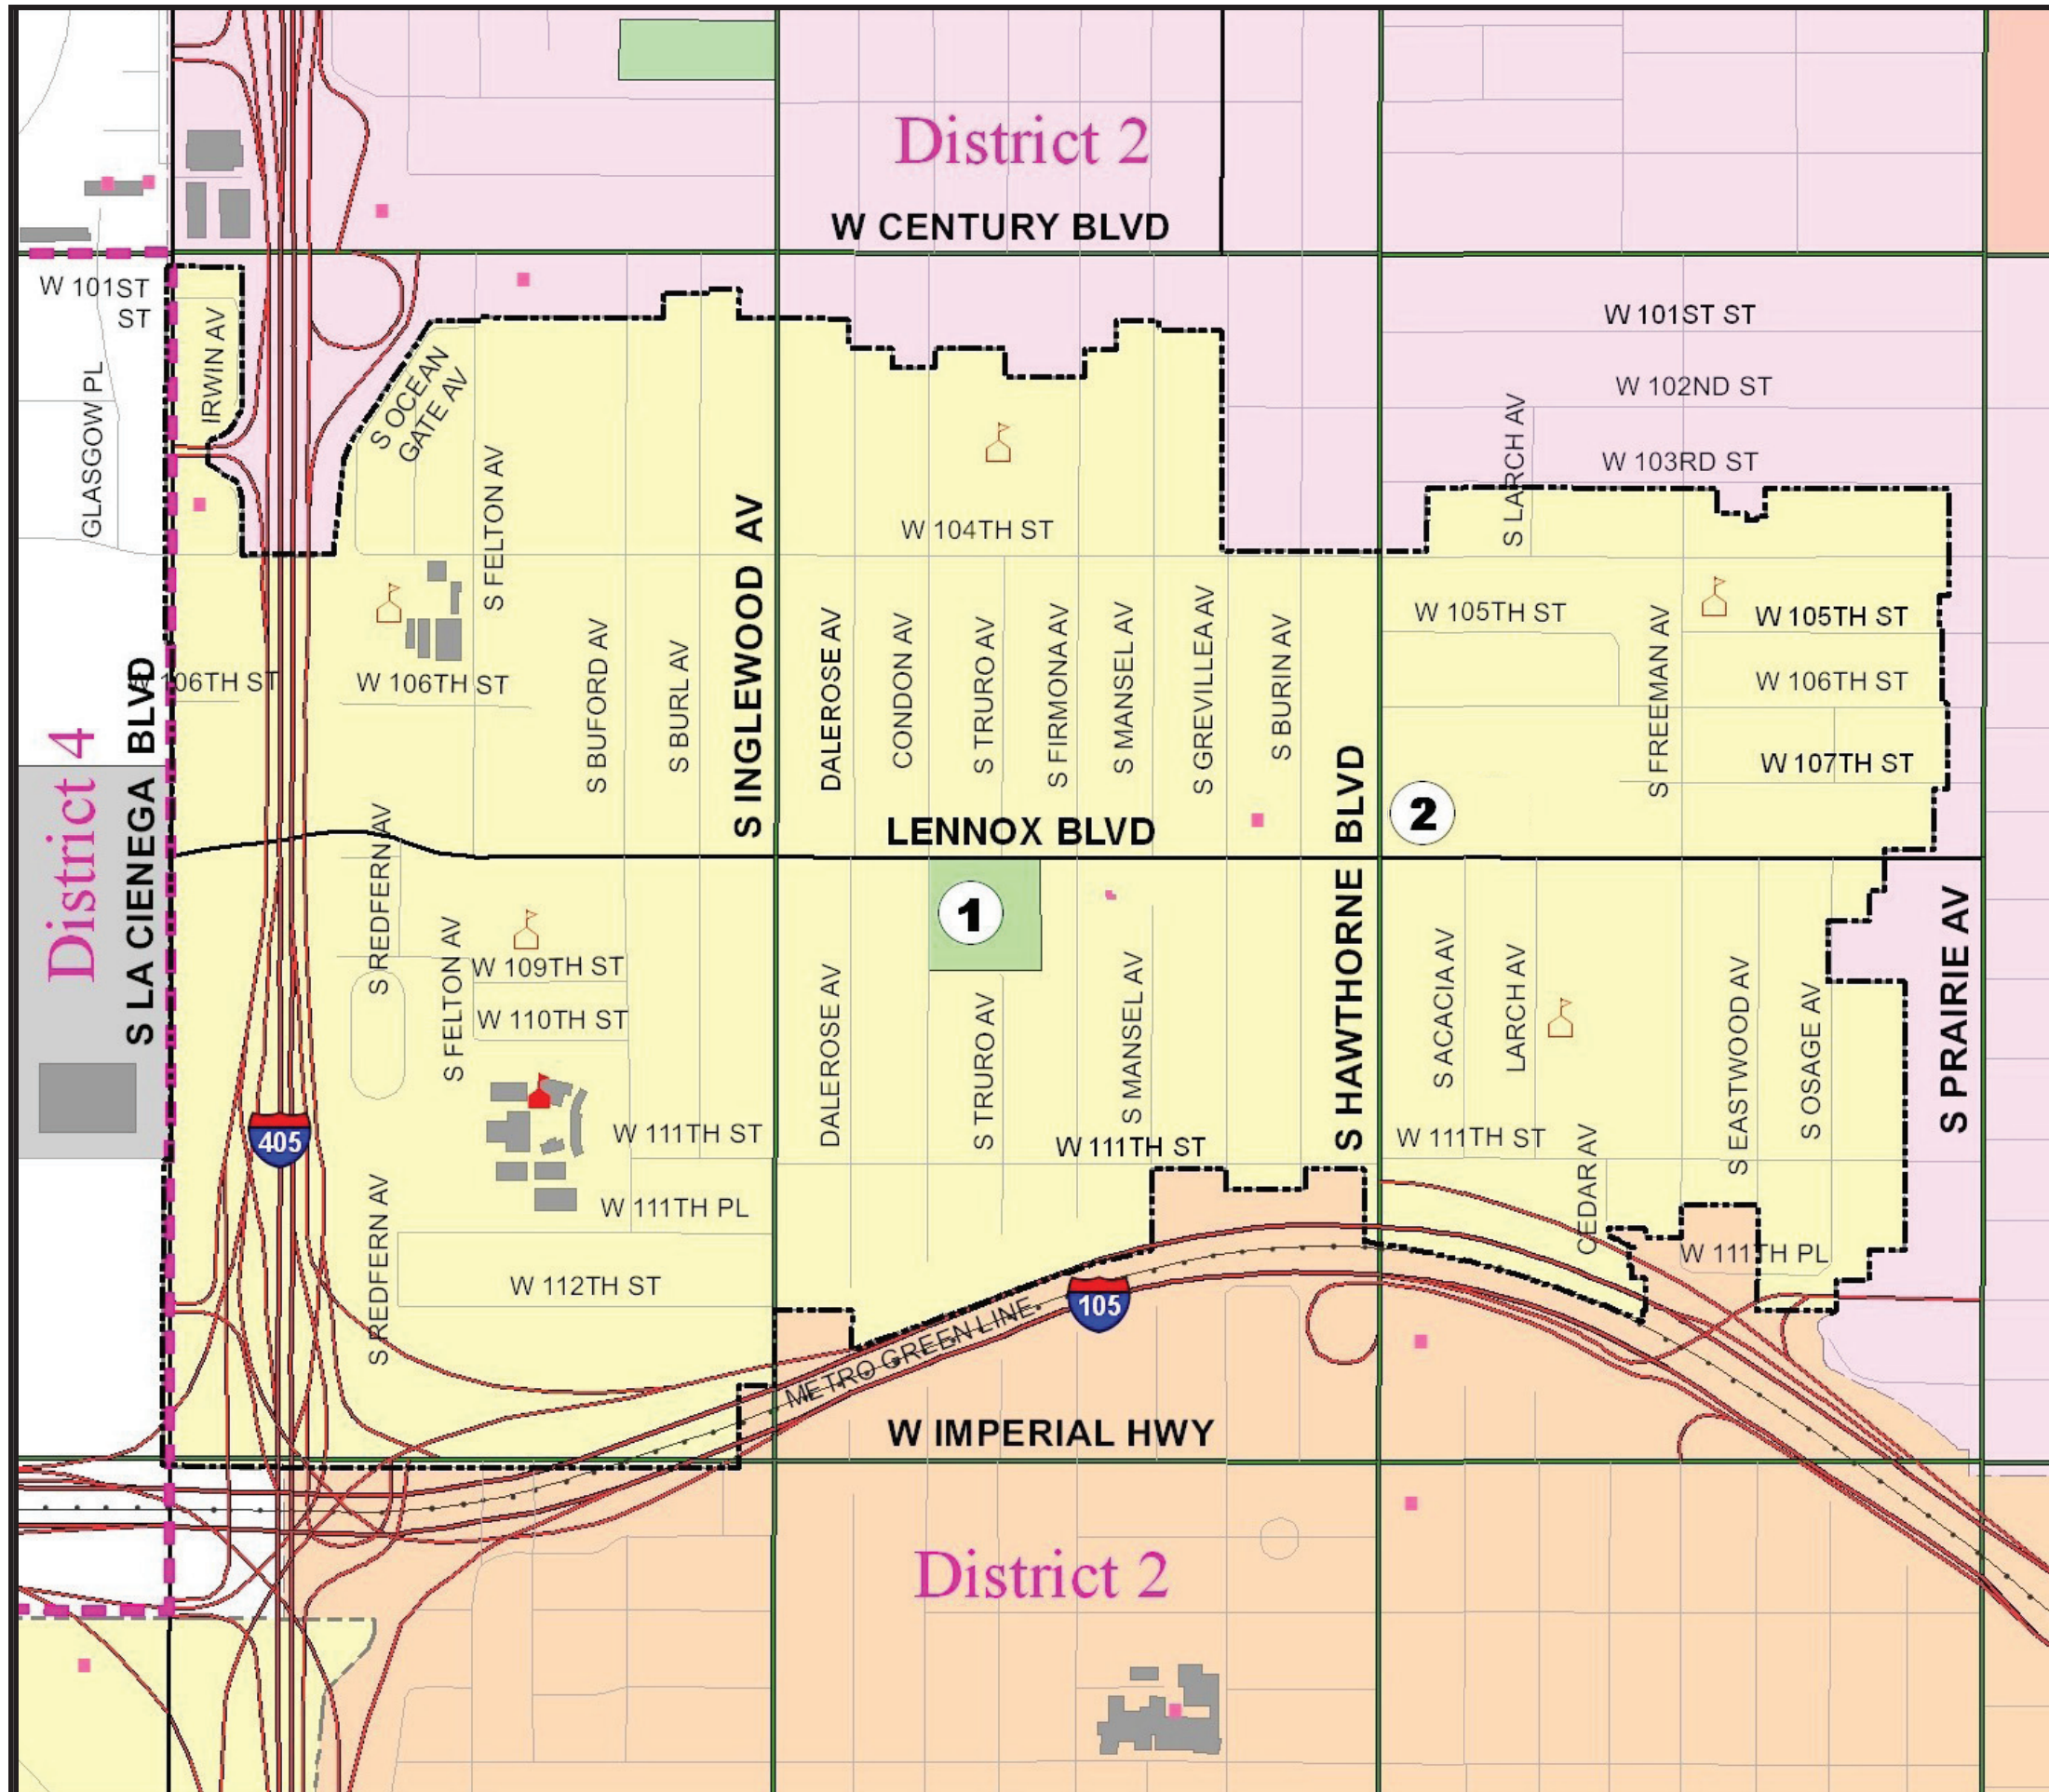 District 2
W CENTURY BLVD
W 101ST
ST
W 101ST ST
IRWIN AV
GLASGOW PL
S OCEAN
GATE AV
W 102ND ST
S LARCH AV
W 103RD ST
S FELTON AV
W 104TH ST
S INGLEWOOD AV
W 105TH ST
W 105TH ST
S FREEMAN AV
S BUFORD AV
S BURL AV
DALEROSE AV
CONDON AV
S TRURO AV
S FIRMONA AV
S MANSEL AV
S GREVILLEA AV
S BURIN AV
W 106TH ST
W 106TH ST
W 106TH ST
W 107TH ST
District 4
S LA CIENEGA BLVD
S HAWTHORNE BLVD
LENNOX BLVD
2
1
S REDFERN AV
S FELTON AV
W 109TH ST
W 110TH ST
DALEROSE AV
S TRURO AV
S MANSEL AV
S ACACIA AV
LARCH AV
S EASTWOOD AV
S OSAGE AV
S PRAIRIE AV
405
W 111TH ST
W 111TH ST
W 111TH ST
CEDAR AV
W 111TH PL
W 111TH PL
S REDFERN AV
W 112TH ST
105
METRO GREEN LINE
W IMPERIAL HWY
District 2